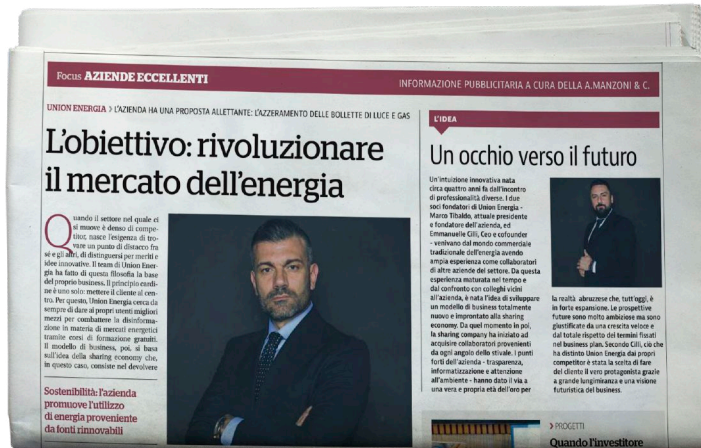 Focus AZIENDE ECCELLENTI
INFORMAZIONE PUBBLICITARIA A CURA DELLA A.MANZONI & C.
UNION ENERGIA > L'AZIENDA HA UNA PROPOSTA ALLETTANTE: L'AZZERAMENTO DELLE BOLLETTE DI LUCE E GAS
L'obiettivo: rivoluzionare
il mercato dell'energia
Quando il settore nel quale ci
si muove è denso di compe-
titor, nasce l'esigenza di tro-
vare un punto di distacco fra
sé e gli altri, di distinguersi per meriti e
idee innovative. Il team di Union Ener-
gia ha fatto di questa filosofia la base
del proprio business. Il principio cardi-
ne è uno solo: mettere il cliente al cen-
tro. Per questo, Union Energia cerca da
sempre di dare ai propri utenti migliori
mezzi per combattere la disinforma-
zione in materia di mercati energetici
tramite corsi di formazione gratuiti.
Il modello di business, poi, si basa
sull'idea della sharing economy che,
in questo caso, consiste nel devolvere
Sostenibilità: l'azienda
promuove l'utilizzo
di energia proveniente
da fonti rinnovabili
L'IDEA
Un occhio verso il futuro
Un'intuizione innovativa nata
circa quattro anni fa dall'incontro
di professionalità diverse. I due
soci fondatori di Union Energia -
Marco Tibaldo, attuale presidente
e fondatore dell'azienda, ed
Emmanuelle Cilli, Ceo e cofounder
- venivano dal mondo commerciale
tradizionale dell'energia avendo
ampia esperienza come collaboratori
di altre aziende del settore. Da questa
esperienza maturata nel tempo e
dal confronto con colleghi vicini
all'azienda, è nata l'idea di sviluppare
un modello di business totalmente
nuovo e improntato alla sharing
economy. Da quel momento in poi,
la sharing company ha iniziato ad
acquisire collaboratori provenienti
da ogni angolo dello stivale. I punti
forti dell'azienda - trasparenza,
informatizzazione e attenzione
all'ambiente - hanno dato il via a
una vera e propria età dell'oro per
la realtà abruzzese che, tutt'oggi, è
in forte espansione. Le prospettive
future sono molto ambiziose ma sono
giustificate da una crescita veloce e
dal totale rispetto dei termini fissati
nel business plan. Secondo Cilli, ciò che
ha distinto Union Energia dai propri
competitor è stata la scelta di fare
del cliente il vero protagonista grazie
a grande lungimiranza e una visione
futuristica del business.
> PROGETTI
Quando l'investitore